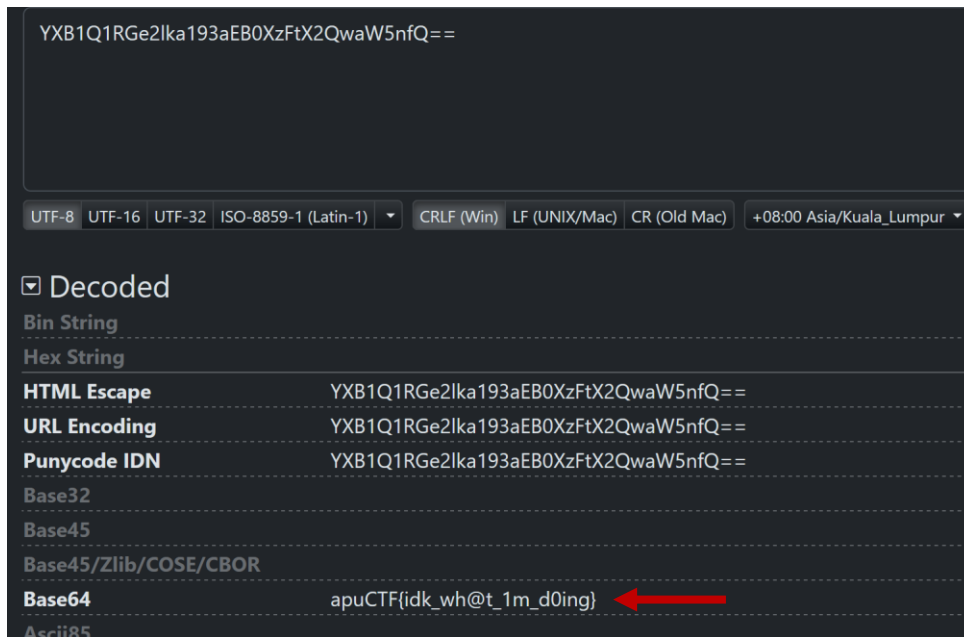 YXB1Q1RGe2lka193aEB0XzFtX2QwaW5nfQ==
UTF-8 UTF-16 UTF-32 ISO-8859-1 (Latin-1) CRLF (Win) LF (UNIX/Mac) CR (Old Mac) +08:00 Asia/Kuala_Lumpur
Decoded
Bin String
Hex String
HTML Escape YXB1Q1RGe2lka193aEB0XzFtX2QwaW5nfQ==
URL Encoding YXB1Q1RGe2lka193aEB0XzFtX2QwaW5nfQ==
Punycode IDN YXB1Q1RGe2lka193aEB0XzFtX2QwaW5nfQ==
Base32
Base45
Base45/Zlib/COSE/CBOR
Base64 apuCTF{idk_wh@t_1m_d0ing}
Ascii85